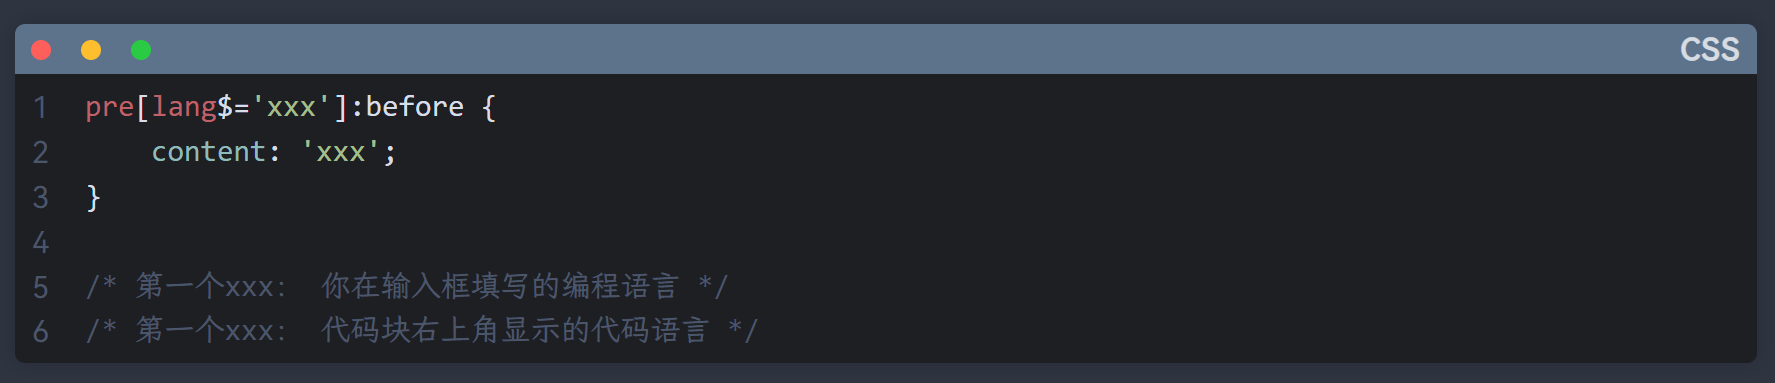 CSS
1 pre[lang$='xxx']:before {
2     content: 'xxx';
3 }
4
5 /* 第一个xxx： 你在输入框填写的编程语言 */
6 /* 第一个xxx： 代码块右上角显示的代码语言 */